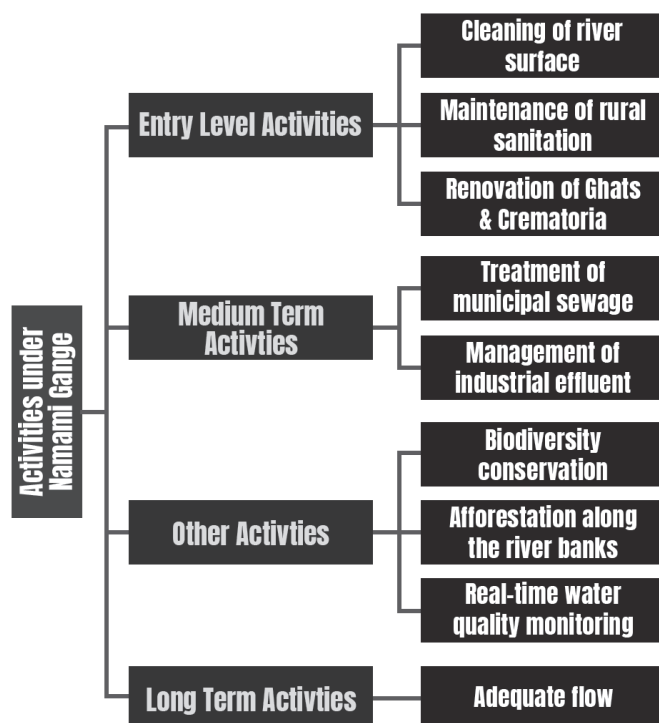 Activities under
Namami Gange
Entry Level Activities
Cleaning of river
surface
Maintenance of rural
sanitation
Renovation of Ghats
& Crematoria
Medium Term
Activties
Treatment of
municipal sewage
Management of
industrial effluent
Other Activties
Biodiversity
conservation
Afforestation along
the river banks
Real-time water
quality monitoring
Long Term Activties
Adequate flow